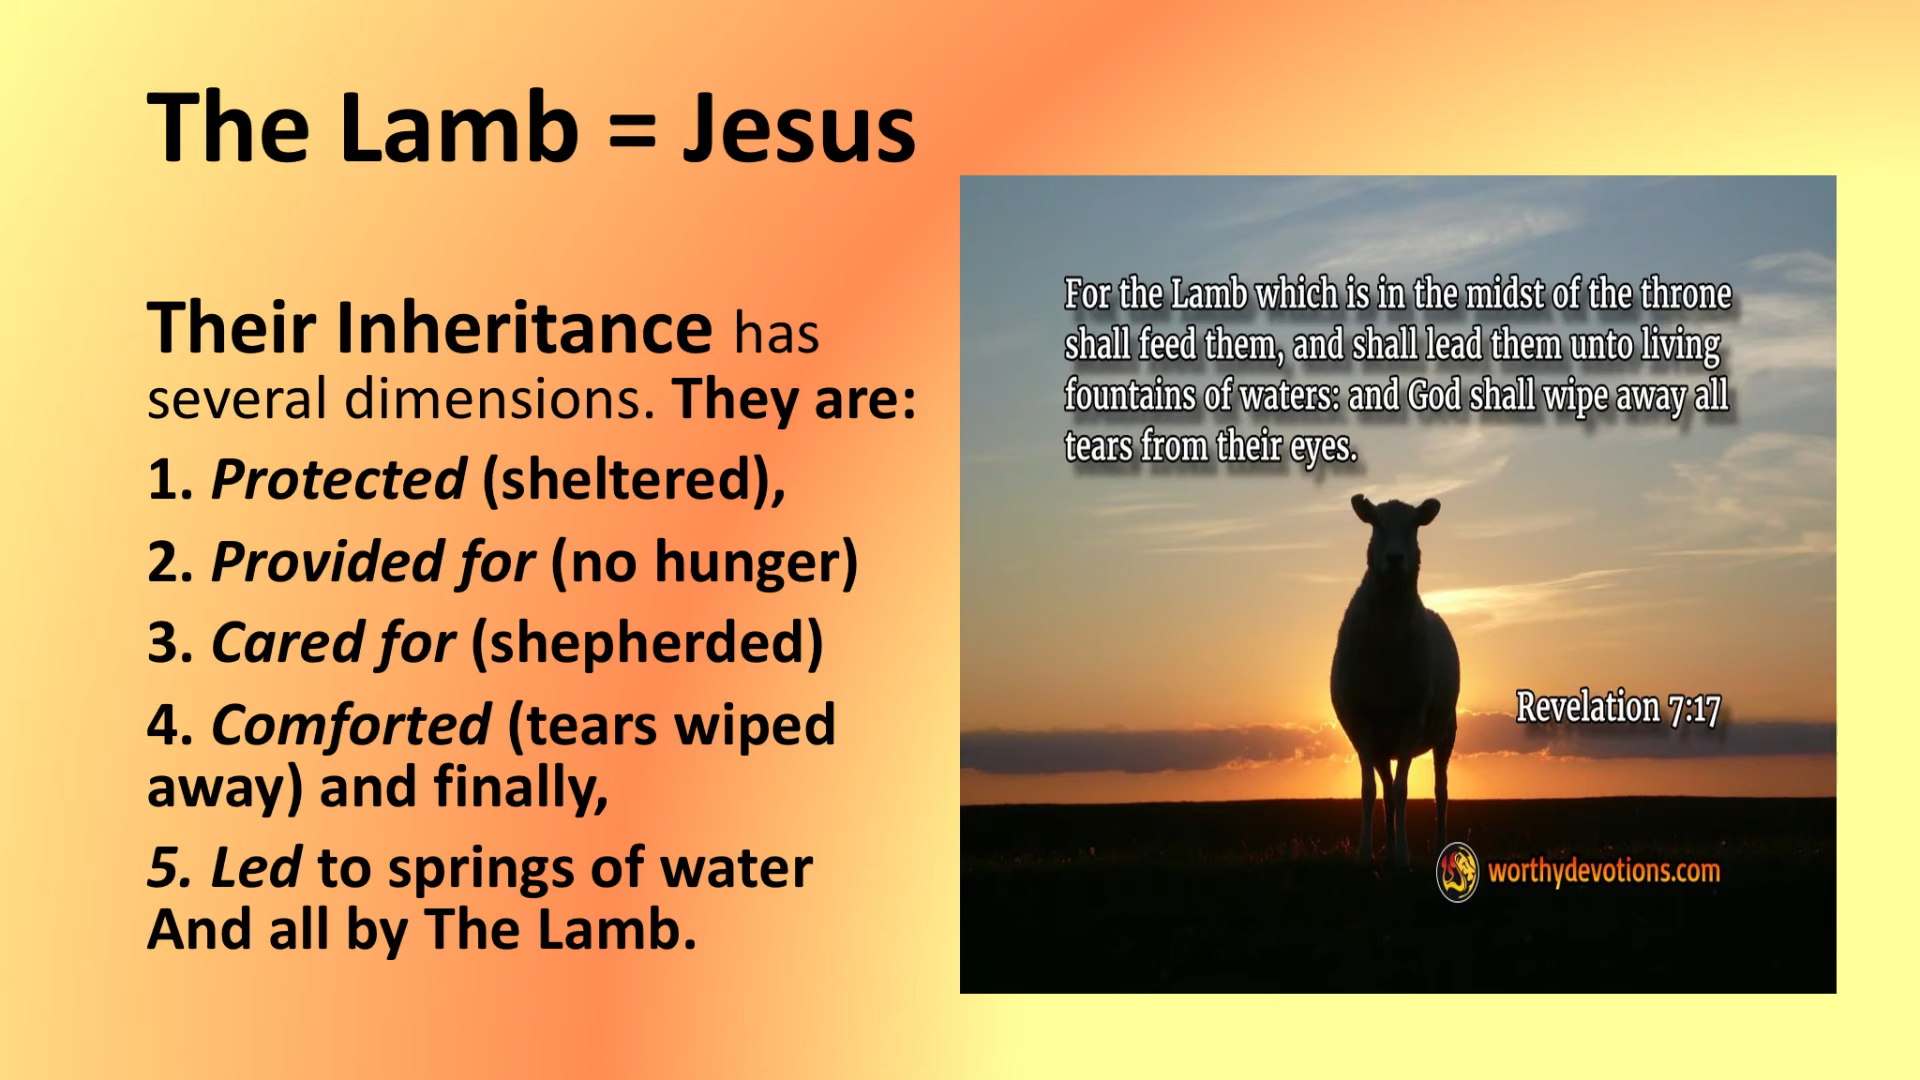 The Lamb = Jesus
Their Inheritance has
several dimensions. They are:
1. Protected (sheltered),
2. Provided for (no hunger)
3. Cared for (shepherded)
4. Comforted (tears wiped
away) and finally,
5. Led to springs of water
And all by The Lamb.
For the Lamb which is in the midst of the throne
shall feed them, and shall lead them unto living
fountains of waters: and God shall wipe away all
tears from their eyes.
Revelation 7:17
worthydevotions.com